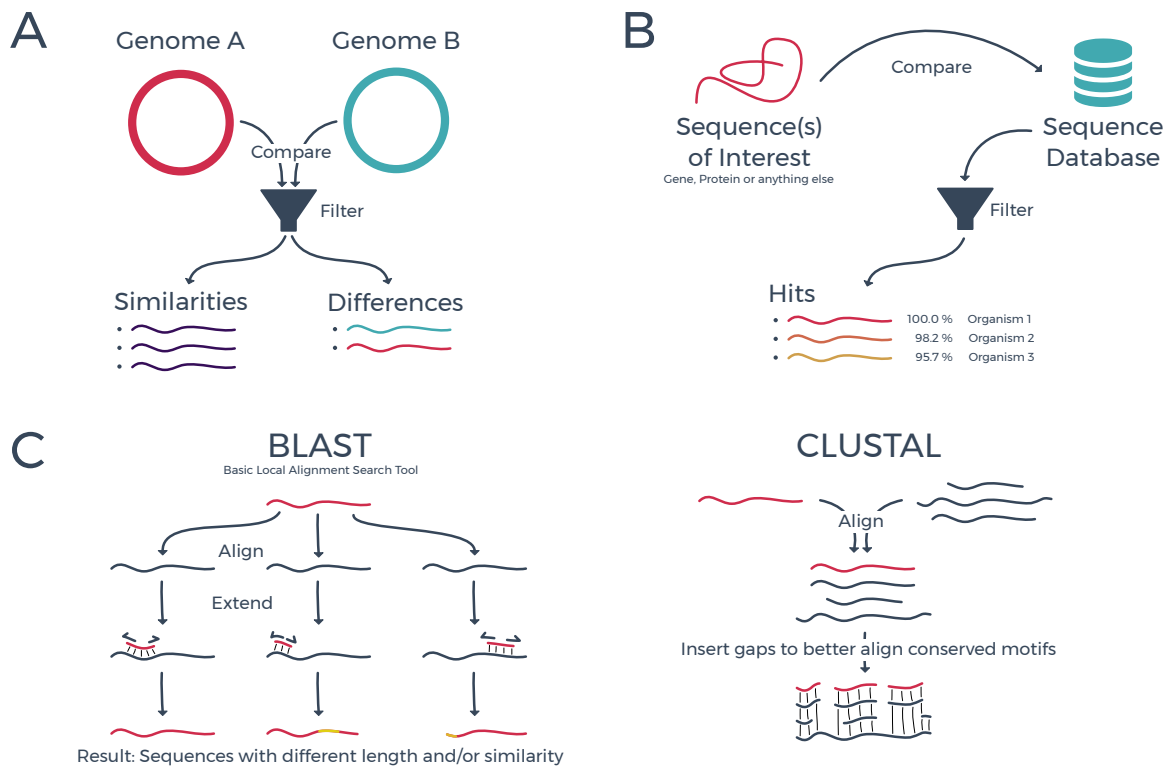 A
Genome A
Genome B
Compare
Filter
Similarities
Differences
B
Compare
Sequence(s)
of Interest
Gene, Protein or anything else
Sequence
Database
Filter
Hits
100.0 % Organism 1
98.2 % Organism 2
95.7 % Organism 3
C
BLAST
Basic Local Alignment Search Tool
Align
Extend
Result: Sequences with different length and/or similarity
CLUSTAL
Align
Insert gaps to better align conserved motifs